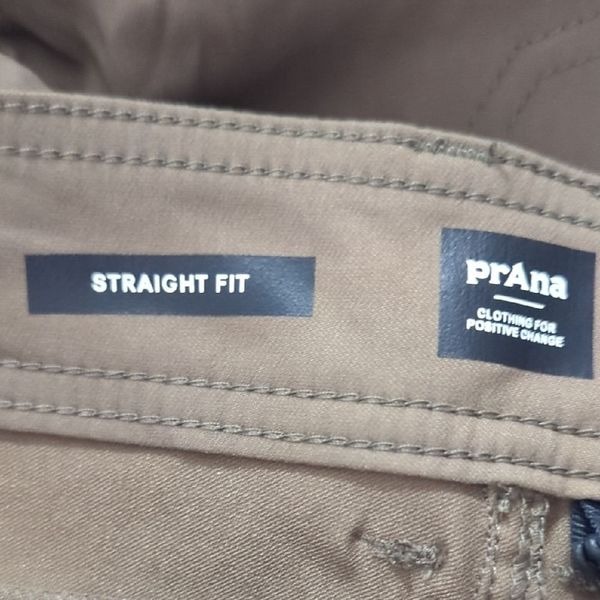 STRAIGHT FIT
prAna
CLOTHING FOR
POSITIVE CHANGE